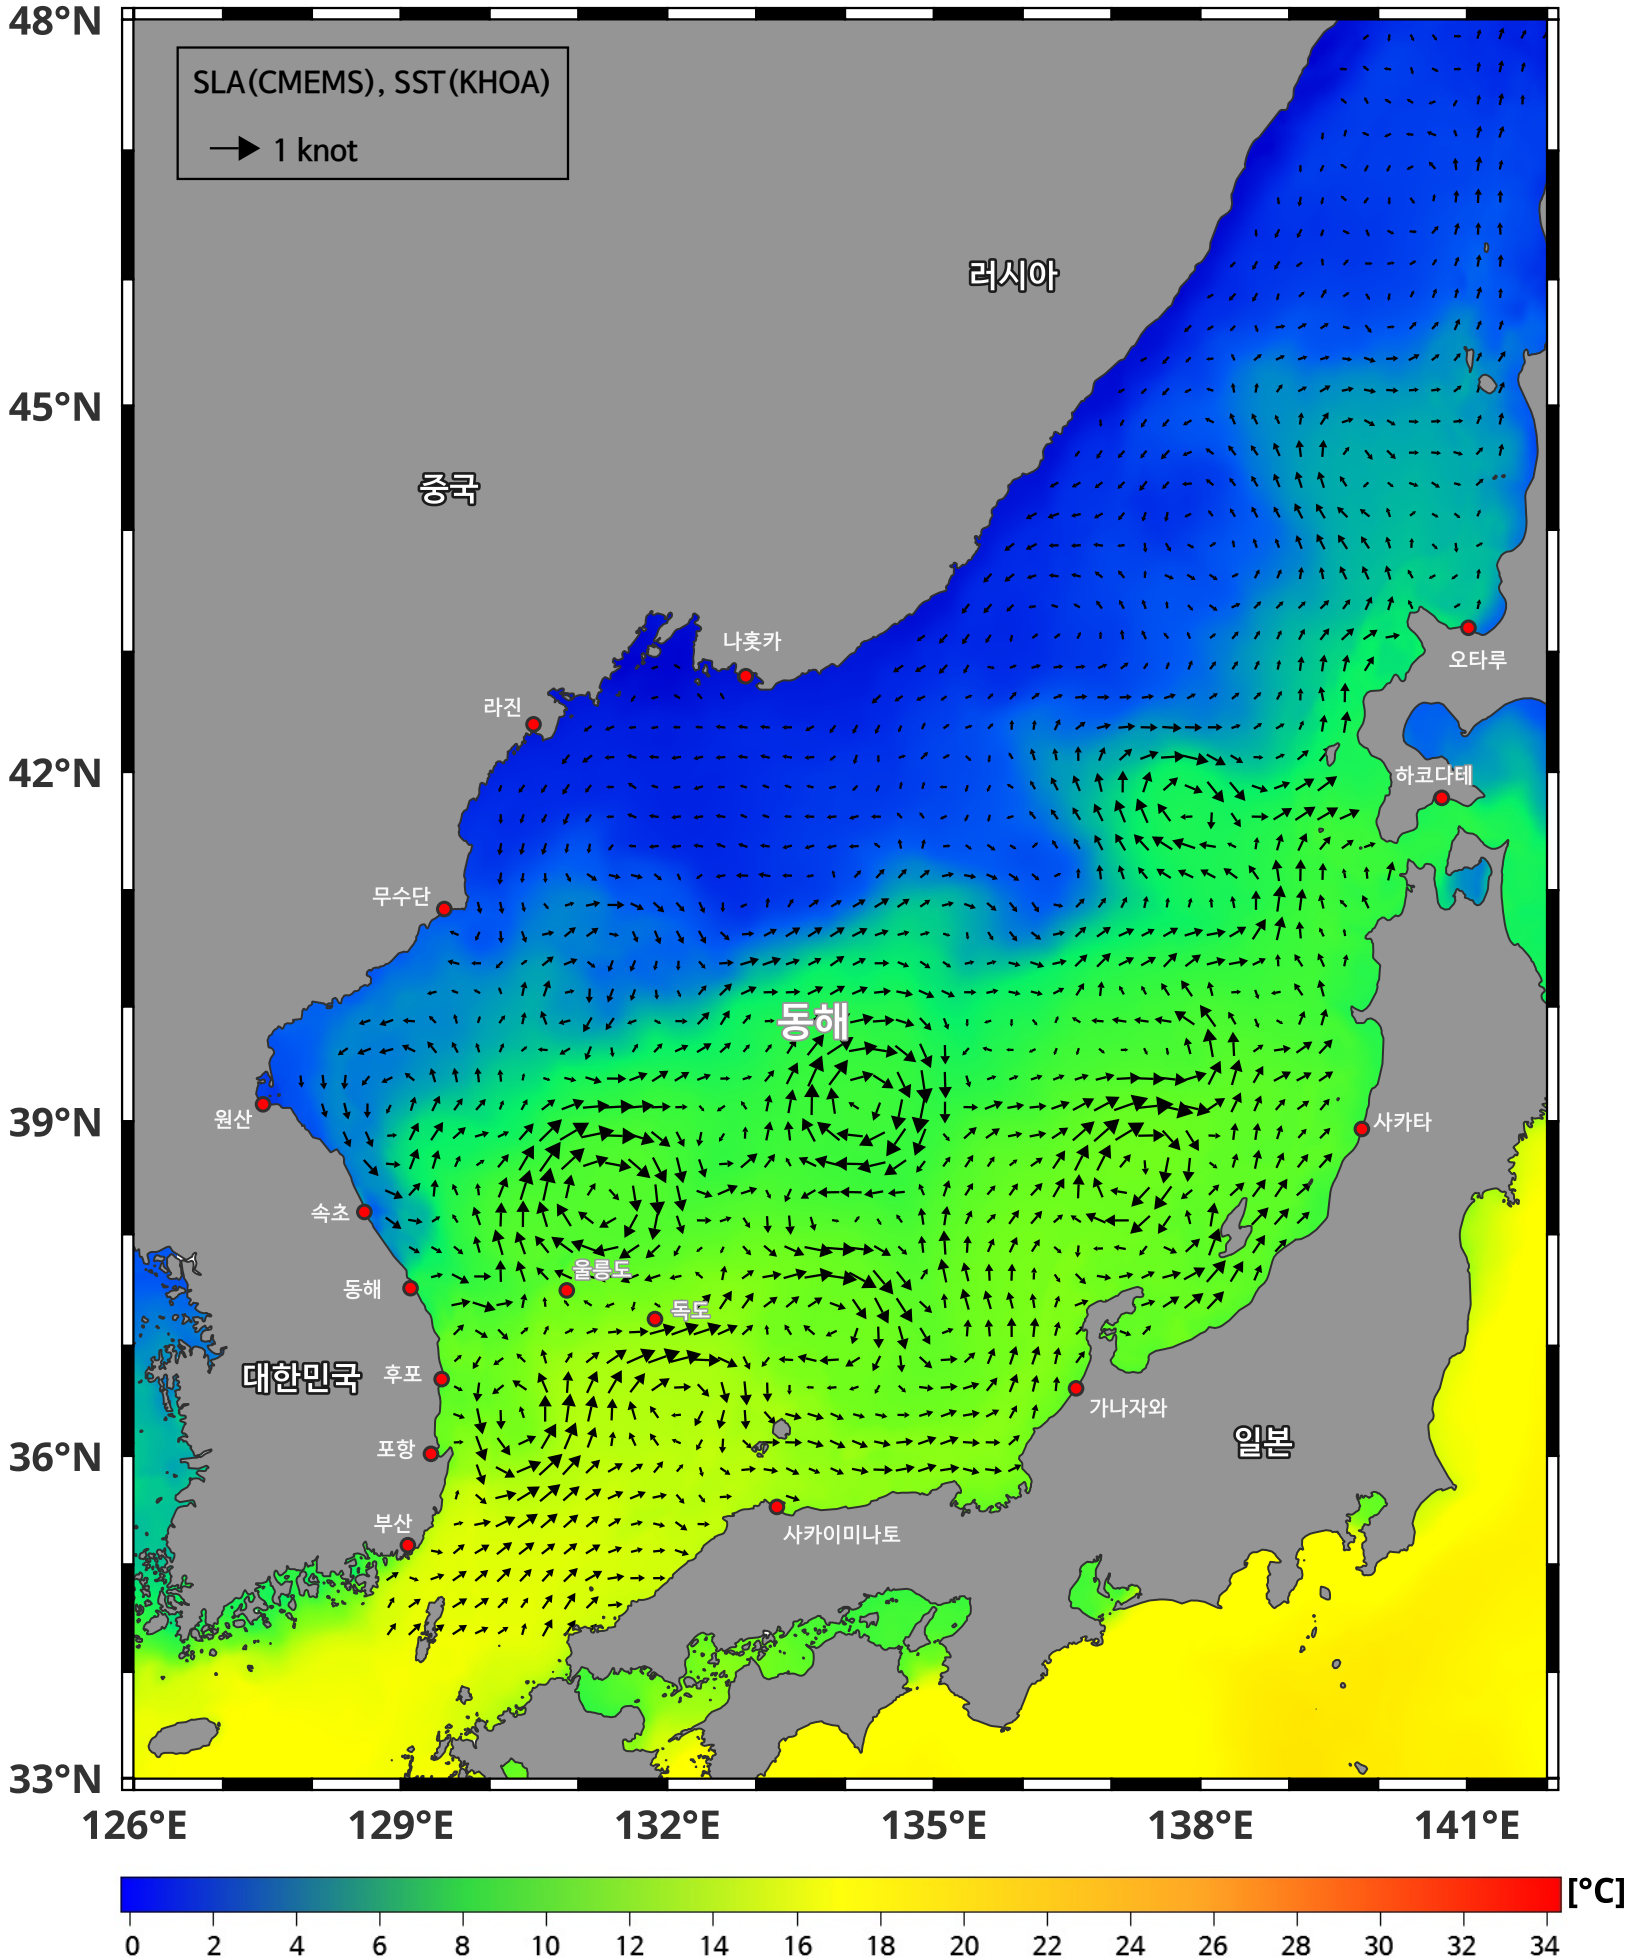 48°N
SLA(CMEMS), SST(KHOA)
1 knot
러시아
45°N
중국
나홋카
오타루
라진
42°N
하코다테
무수단
동해
39°N
원산
사카타
속초
울릉도
동해
독도
대한민국
후포
가나자와
일본
포항
36°N
부산
사카이미나토
33°N
126°E 129°E 132°E 135°E 138°E 141°E
[°C]
0 2 4 6 8 10 12 14 16 18 20 22 24 26 28 30 32 34